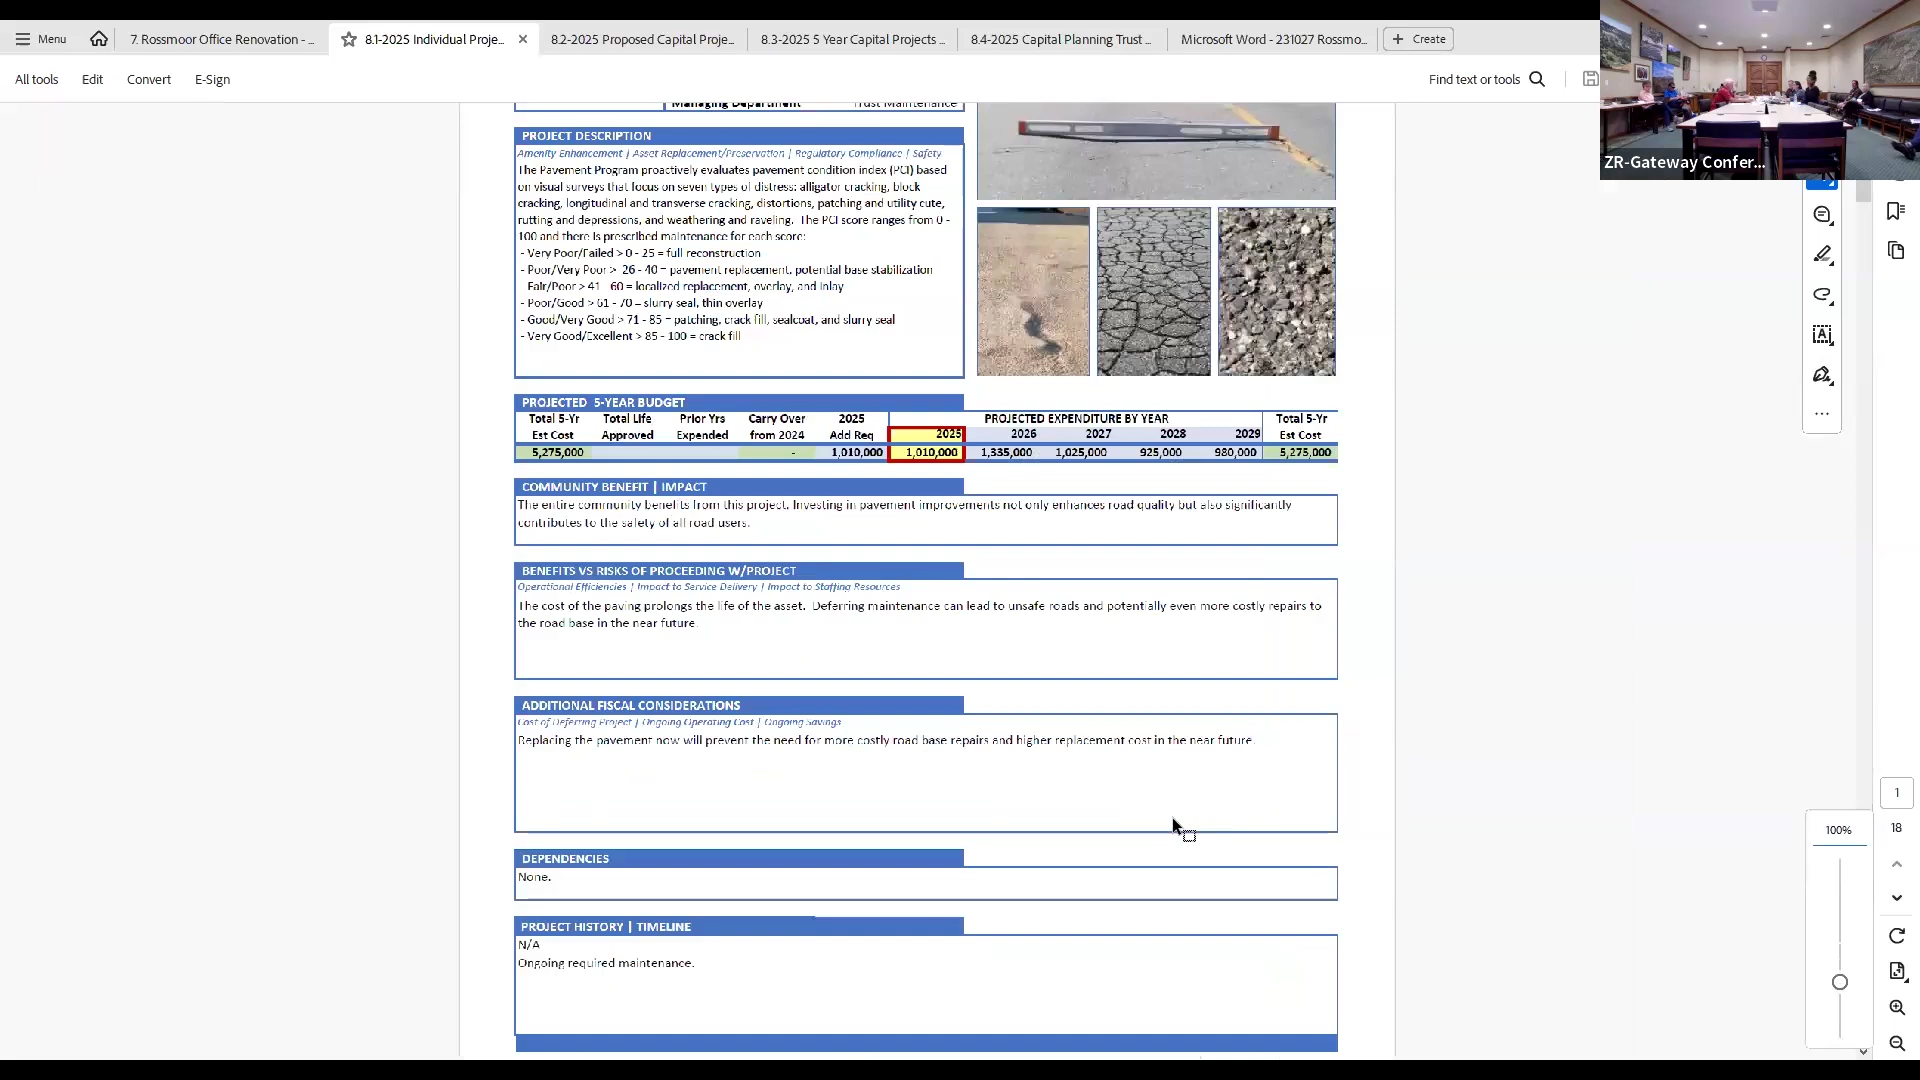 Menu
7. Rossmoor Office Renovation - ...
8.1-2025 Individual Proje...
8.2-2025 Proposed Capital Proje...
8.3-2025 5 Year Capital Projects ...
8.4-2025 Capital Planning Trust ...
Microsoft Word - 231027 Rossmo...
Create
All tools
Edit
Convert
E-Sign
Find text or tools
ZR-Gateway Confer...
Managing Department Trust Maintenance
PROJECT DESCRIPTION
Amenity Enhancement | Asset Replacement/Preservation | Regulatory Compliance | Safety
The Pavement Program proactively evaluates pavement condition index (PCI) based
on visual surveys that focus on seven types of distress: alligator cracking, block
cracking, longitudinal and transverse cracking, distortions, patching and utility cute,
rutting and depressions, and weathering and raveling. The PCI score ranges from 0 -
100 and there is prescribed maintenance for each score:
- Very Poor/Failed > 0 - 25 = full reconstruction
- Poor/Very Poor > 26 - 40 = pavement replacement, potential base stabilization
- Fair/Poor > 41 - 60 = localized replacement, overlay, and inlay
- Poor/Good > 61 - 70 = slurry seal, thin overlay
- Good/Very Good > 71 - 85 = patching, crack fill, sealcoat, and slurry seal
- Very Good/Excellent > 85 - 100 = crack fill
PROJECTED 5-YEAR BUDGET
Total 5-Yr Total Life Prior Yrs Carry Over 2025 PROJECTED EXPENDITURE BY YEAR Total 5-Yr
Est Cost Approved Expended from 2024 Add Req 2025 2026 2027 2028 2029 Est Cost
5,275,000 - 1,010,000 1,010,000 1,335,000 1,025,000 925,000 980,000 5,275,000
COMMUNITY BENEFIT | IMPACT
The entire community benefits from this project. Investing in pavement improvements not only enhances road quality but also significantly
contributes to the safety of all road users.
BENEFITS VS RISKS OF PROCEEDING W/PROJECT
Operational Efficiencies | Impact to Service Delivery | Impact to Staffing Resources
The cost of the paving prolongs the life of the asset. Deferring maintenance can lead to unsafe roads and potentially even more costly repairs to
the road base in the near future.
ADDITIONAL FISCAL CONSIDERATIONS
Cost of Deferring Project | Ongoing Operating Cost | Ongoing Savings
Replacing the pavement now will prevent the need for more costly road base repairs and higher replacement cost in the near future.
DEPENDENCIES
None.
PROJECT HISTORY | TIMELINE
N/A
Ongoing required maintenance.
1
18
100%